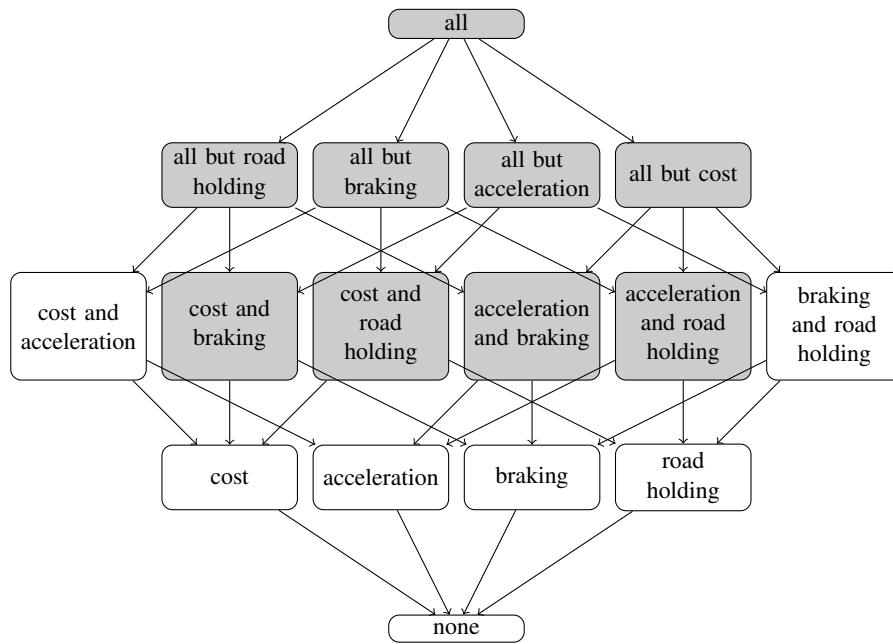 all
all but road
holding
all but
braking
all but
acceleration
all but cost
cost and
acceleration
cost and
braking
cost and
road
holding
acceleration
and braking
acceleration
and road
holding
braking
and road
holding
cost
acceleration
braking
road
holding
none